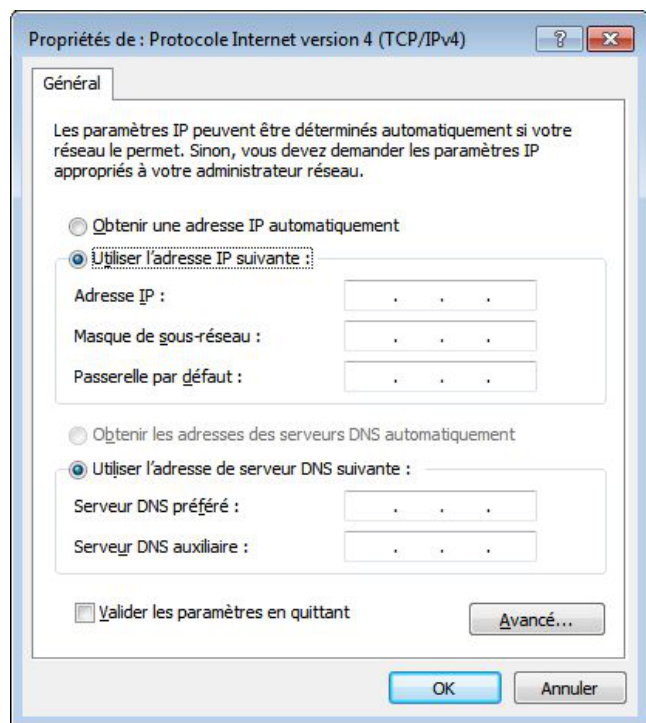 Propriétés de : Protocole Internet version 4 (TCP/IPv4)
Général
Les paramètres IP peuvent être déterminés automatiquement si votre
réseau le permet. Sinon, vous devez demander les paramètres IP
appropriés à votre administrateur réseau.
Obtenir une adresse IP automatiquement
Utiliser l'adresse IP suivante :
Adresse IP :
Masque de sous-réseau :
Passerelle par défaut :
Obtenir les adresses des serveurs DNS automatiquement
Utiliser l'adresse de serveur DNS suivante :
Serveur DNS préféré :
Serveur DNS auxiliaire :
Valider les paramètres en quittant
Avancé...
OK
Annuler